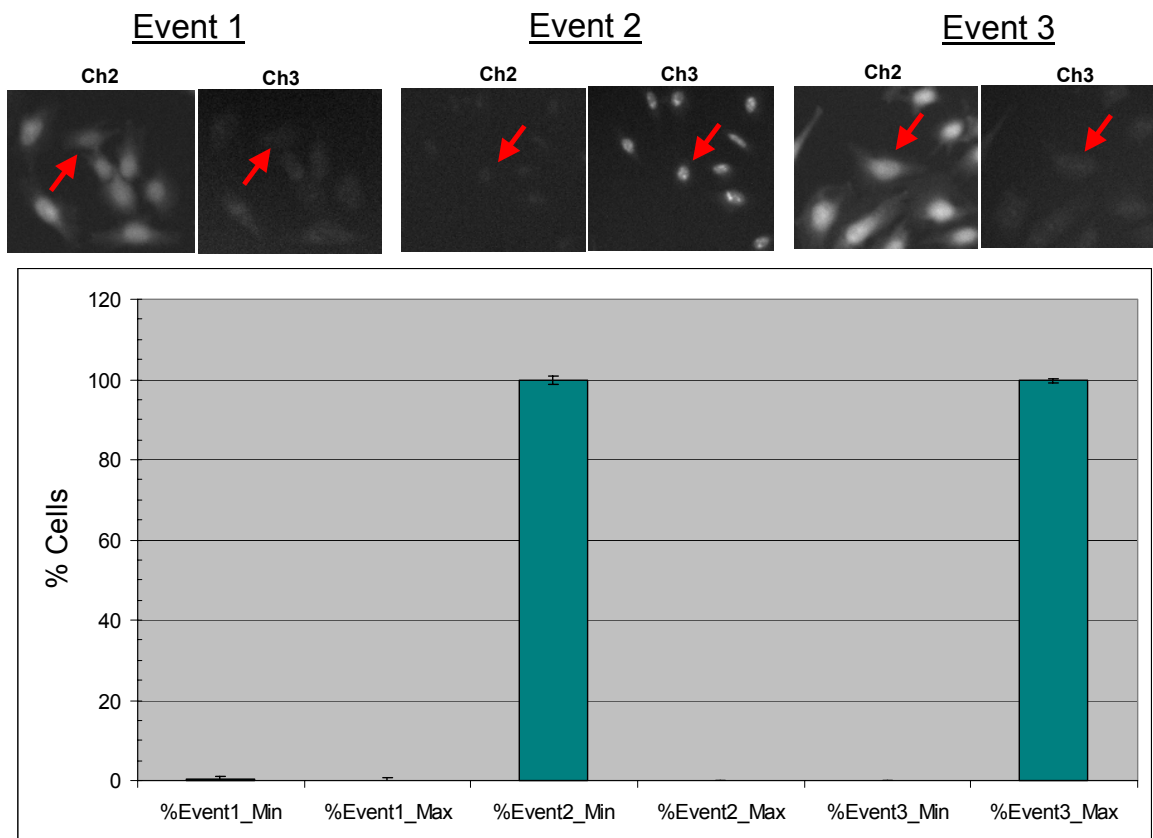 Event 1 Event 2 Event 3
Ch2 Ch3 Ch2 Ch3 Ch2 Ch3
120
100
80
60
40
20
0
% Cells
%Event1_Min %Event1_Max %Event2_Min %Event2_Max %Event3_Min %Event3_Max